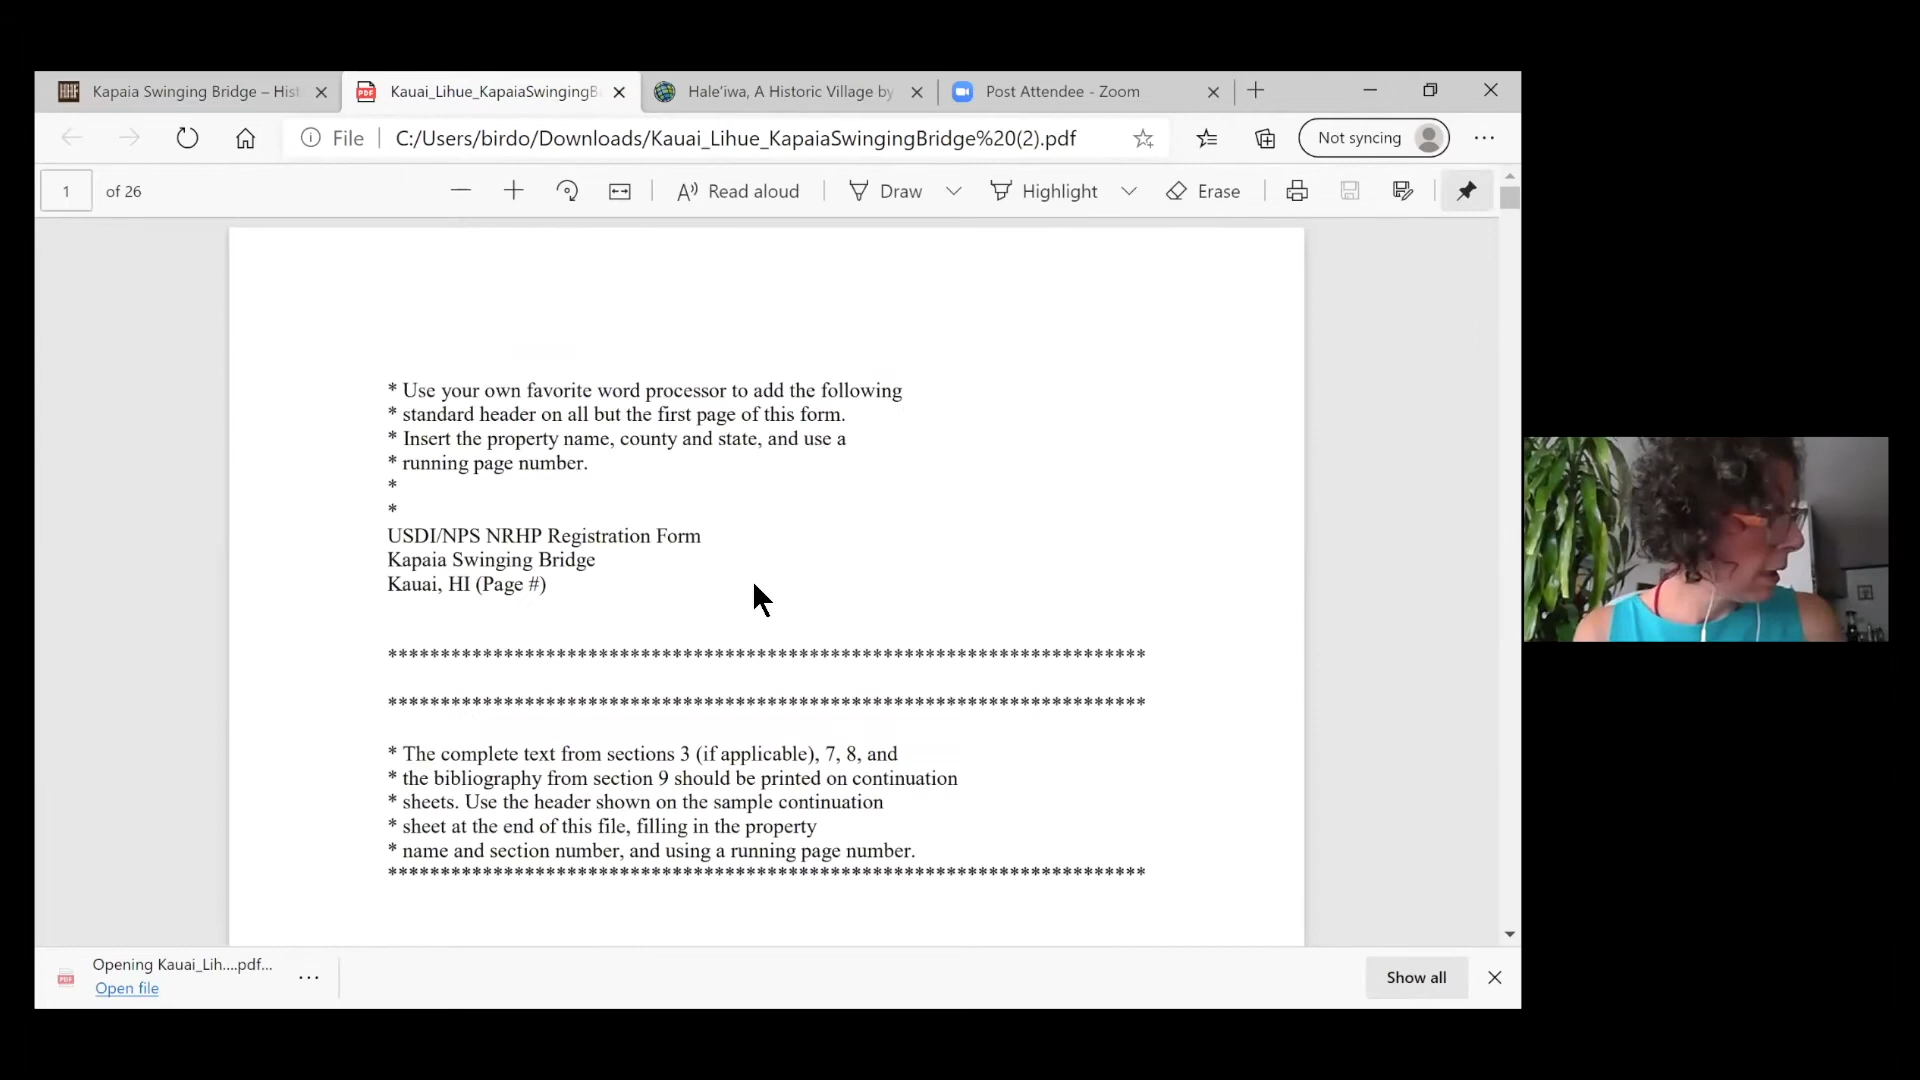 Kapaia Swinging Bridge – Hist
Kauai_Lihue_KapaiaSwingingB
Hale'iwa, A Historic Village by
Post Attendee - Zoom
File
C:/Users/birdo/Downloads/Kauai_Lihue_KapaiaSwingingBridge%20(2).pdf
Not syncing
1 of 26
Read aloud
Draw
Highlight
Erase
* Use your own favorite word processor to add the following
* standard header on all but the first page of this form.
* Insert the property name, county and state, and use a
* running page number.
*
*
USDI/NPS NRHP Registration Form
Kapaia Swinging Bridge
Kauai, HI (Page #)
************************************************************************
************************************************************************
* The complete text from sections 3 (if applicable), 7, 8, and
* the bibliography from section 9 should be printed on continuation
* sheets. Use the header shown on the sample continuation
* sheet at the end of this file, filling in the property
* name and section number, and using a running page number.
************************************************************************
Opening Kauai_Lih....pdf...
Open file
Show all